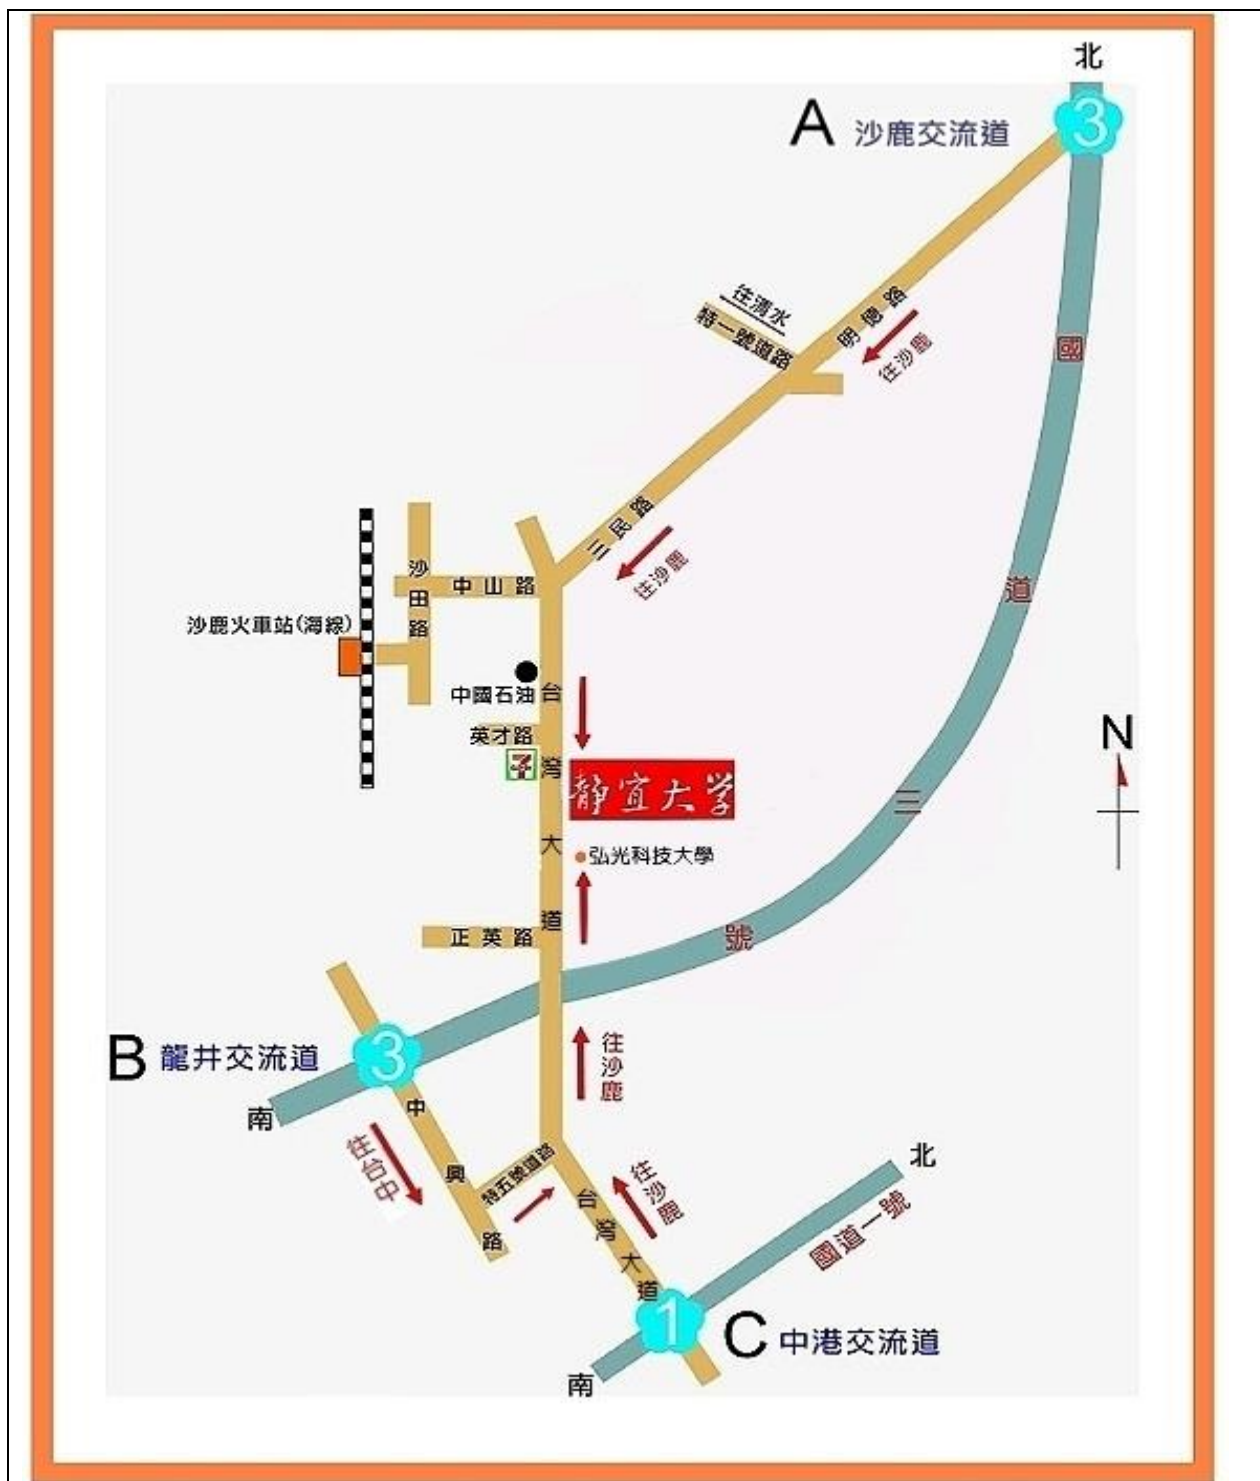 北
A 沙鹿交流道
3
往清水
特一號道路
明德路
往沙鹿
國道三號
三民路
往沙鹿
沙田路
中山路
沙鹿火車站(海線)
中國石油
台灣大道
英才路
7
靜宜大学
N
弘光科技大學
正英路
B 龍井交流道
3
南
往沙鹿
中興路
往台中
特五號道路
往沙鹿
台灣大道
北
國道一號
1
C 中港交流道
南